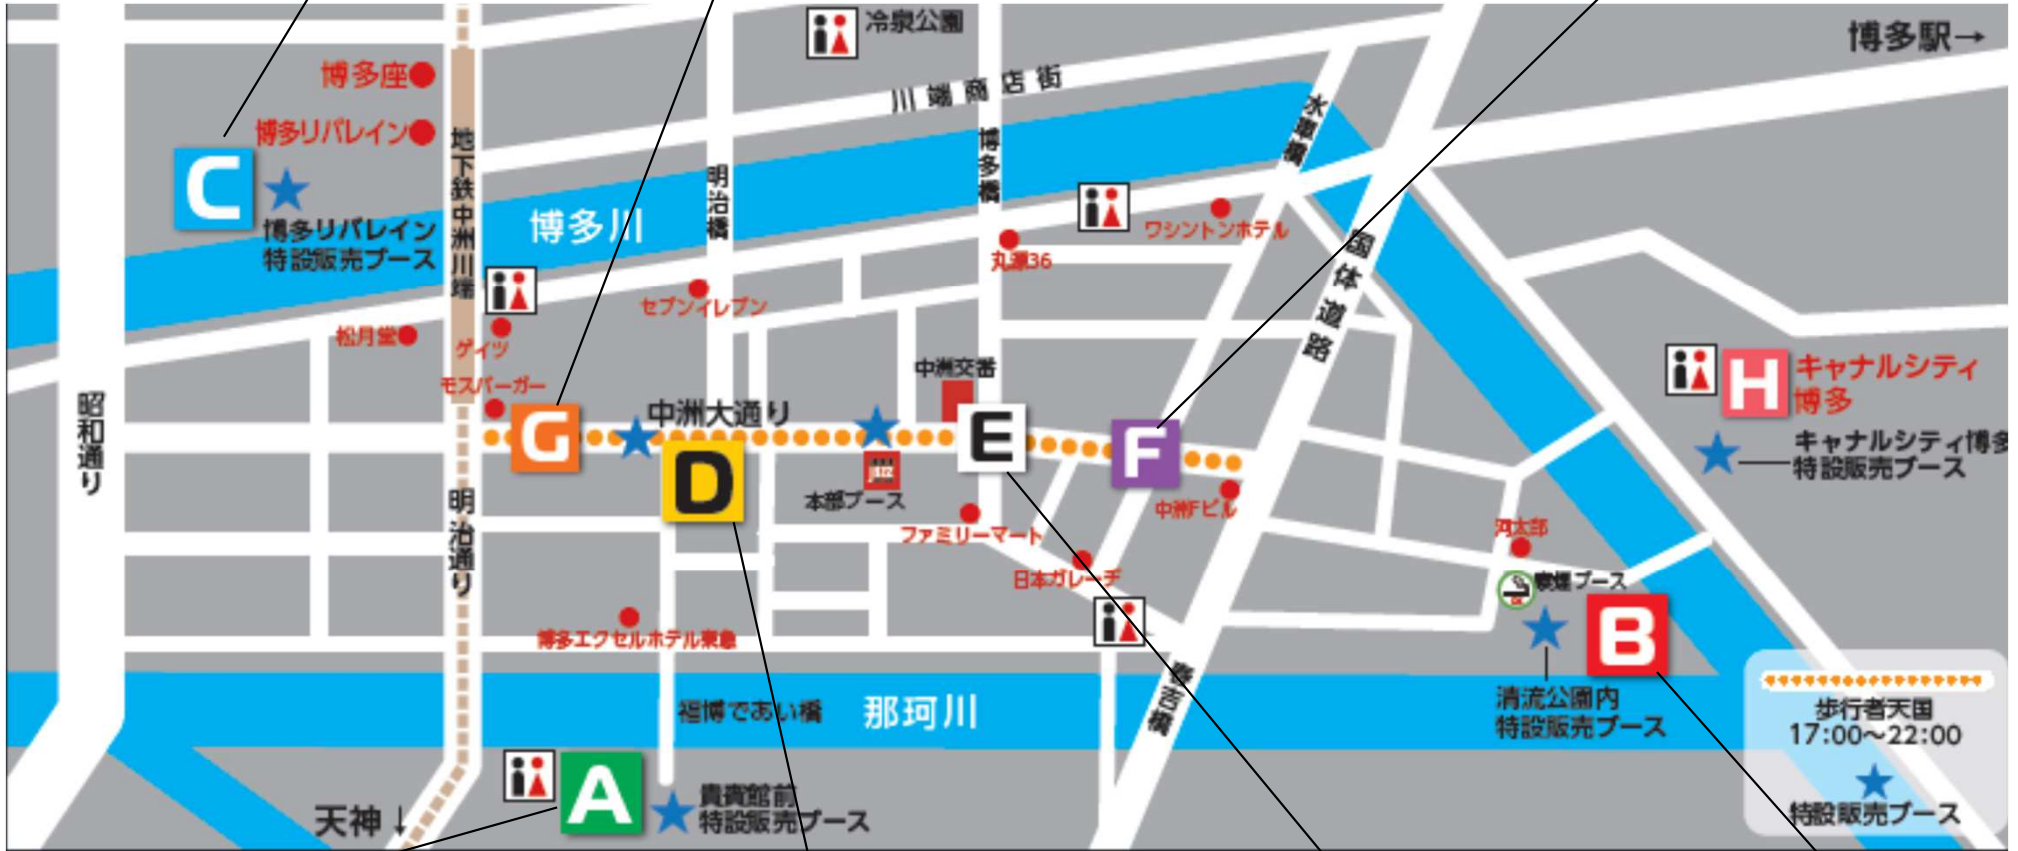 冷泉公園
博多駅→
博多座
川端商店街
博多リバレイン
C
地下鉄中洲川端
明治橋
博多橋
水車橋
博多川
博多リバレイン
特設販売ブース
ワシントンホテル
丸源36
国体道路
セブンイレブン
松月堂
ゲイツ
モスバーガー
中洲交番
H
キャナルシティ
博多
昭和通り
G
中洲大通り
E
F
キャナルシティ博多
特設販売ブース
D
本部ブース
中洲Fビル
明治通り
ファミリーマート
河太郎
日本ガレーヂ
喫煙ブース
B
博多エクセルホテル東急
春吉橋
福博であい橋
那珂川
清流公園内
特設販売ブース
歩行者天国
17:00〜22:00
A
貴賓館前
特設販売ブース
天神↓
特設販売ブース